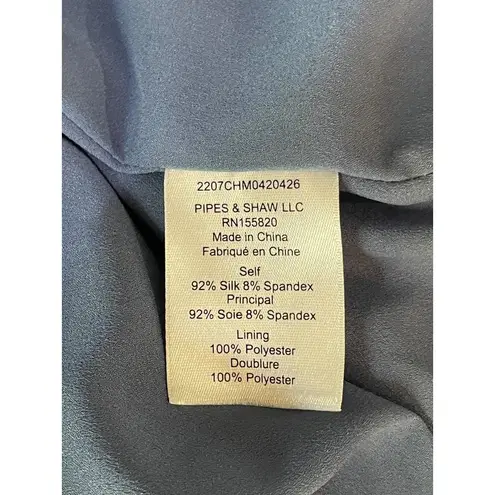 2207CHM0420426
PIPES & SHAW LLC
RN155820
Made in China
Fabriqué en Chine
Self
92% Silk 8% Spandex
Principal
92% Soie 8% Spandex
Lining
100% Polyester
Doublure
100% Polyester